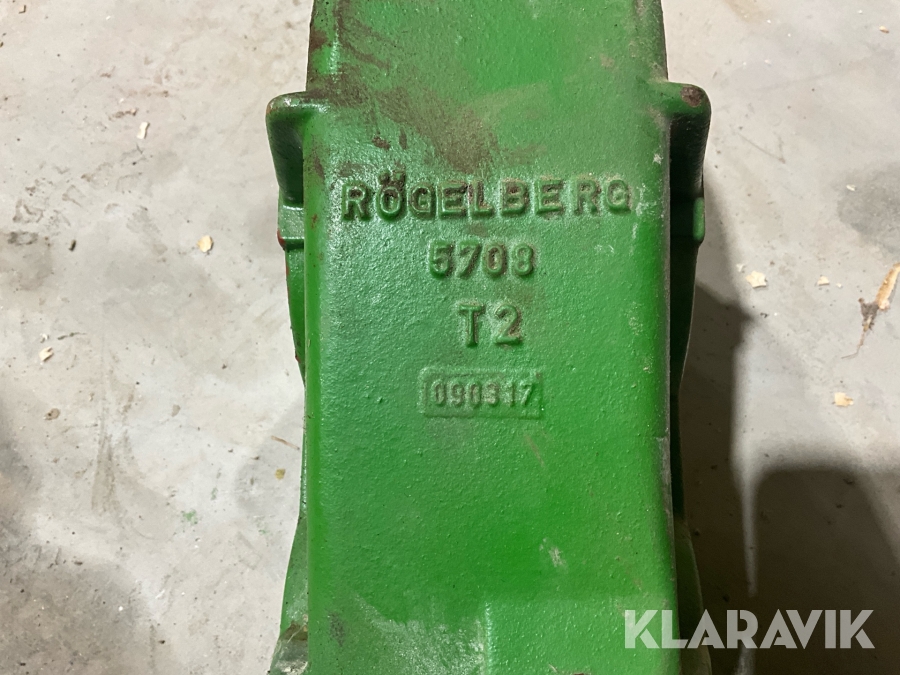 RÖGELBERG
5708
T2
090317
KLARAVIK